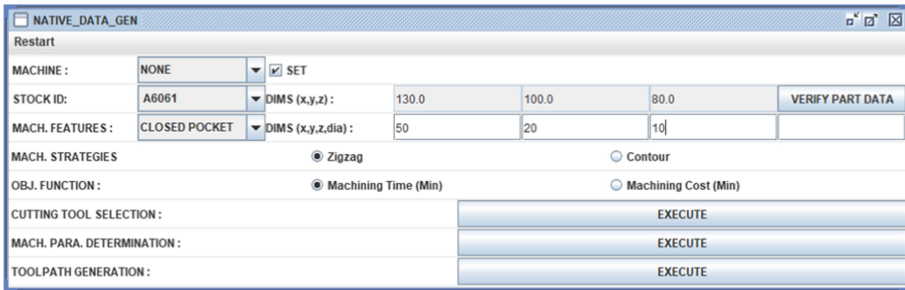 NATIVE_DATA_GEN
Restart
MACHINE : NONE SET
STOCK ID: A6061 DIMS (x,y,z) : 130.0 100.0 80.0 VERIFY PART DATA
MACH. FEATURES : CLOSED POCKET DIMS (x,y,z,dia) : 50 20 10
MACH. STRATEGIES Zigzag Contour
OBJ. FUNCTION : Machining Time (Min) Machining Cost (Min)
CUTTING TOOL SELECTION : EXECUTE
MACH. PARA. DETERMINATION : EXECUTE
TOOLPATH GENERATION : EXECUTE